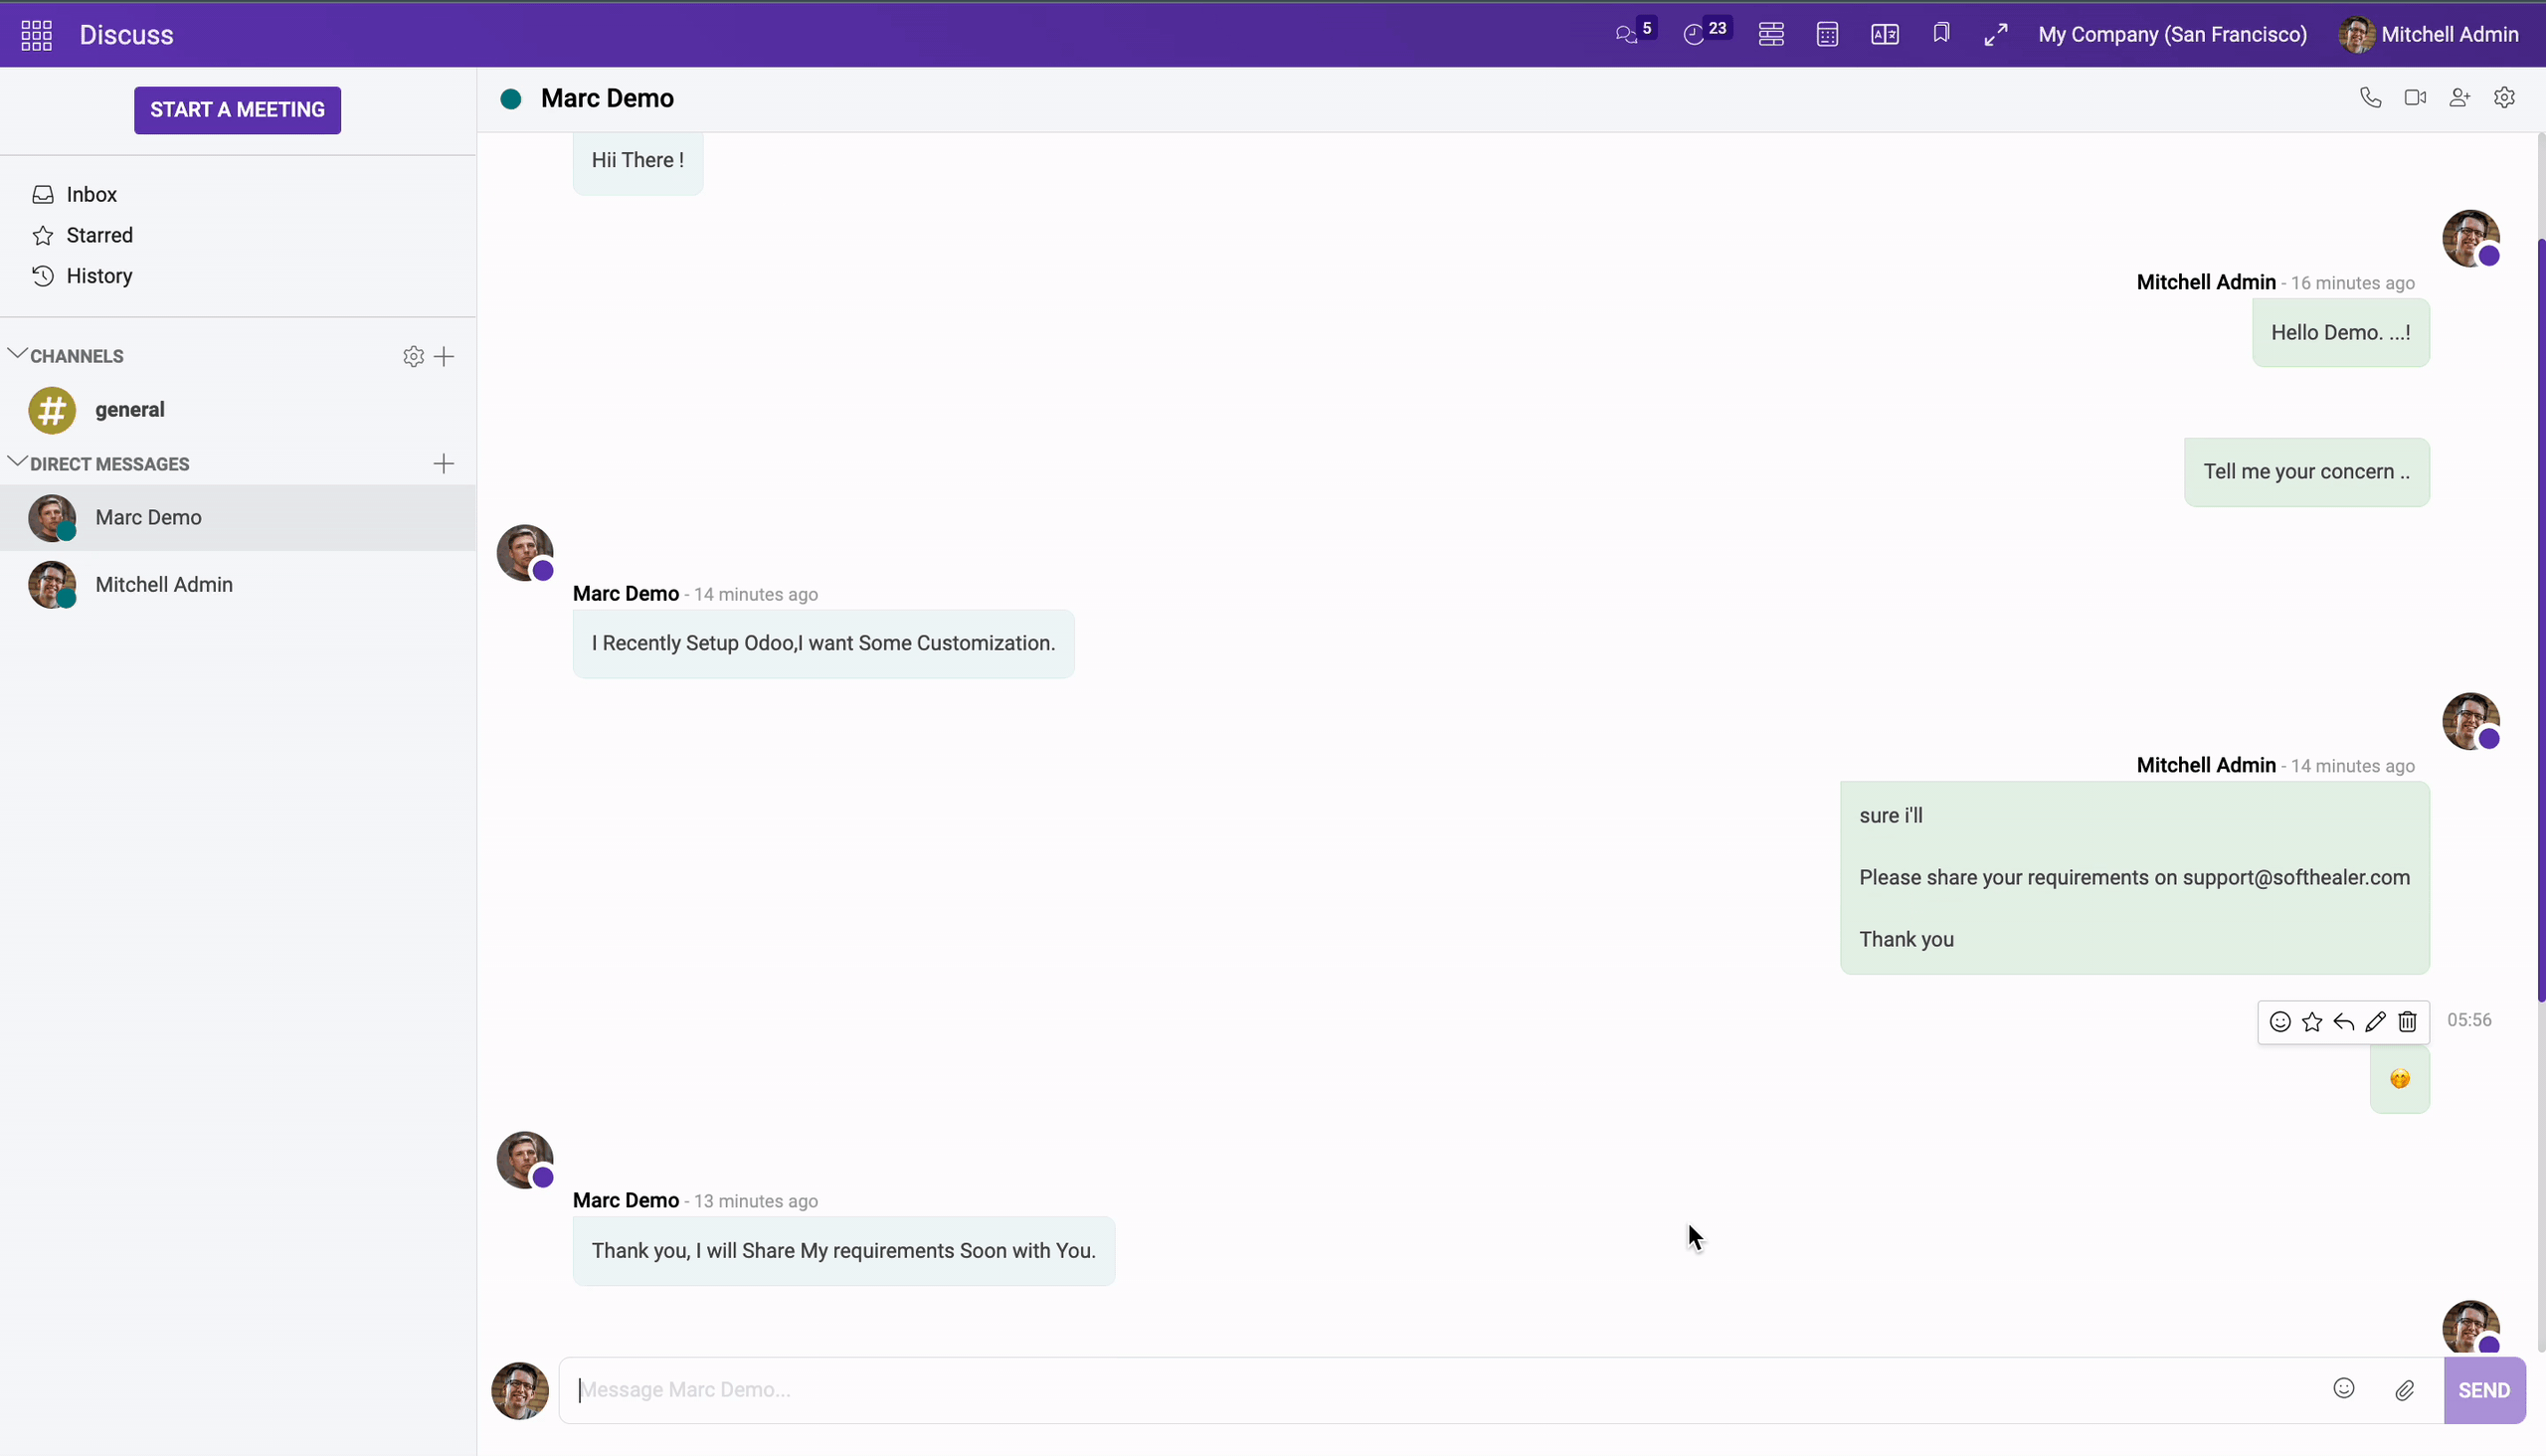 Discuss
5
23
My Company (San Francisco)
Mitchell Admin
START A MEETING
Inbox
Starred
History
CHANNELS
general
DIRECT MESSAGES
Marc Demo
Mitchell Admin
Marc Demo
Hii There !
Mitchell Admin - 16 minutes ago
Hello Demo. ...!
Tell me your concern ..
Marc Demo - 14 minutes ago
I Recently Setup Odoo,I want Some Customization.
Mitchell Admin - 14 minutes ago
sure i'll
Please share your requirements on support@softhealer.com
Thank you
05:56
🤭
Marc Demo - 13 minutes ago
Thank you, I will Share My requirements Soon with You.
Message Marc Demo...
SEND